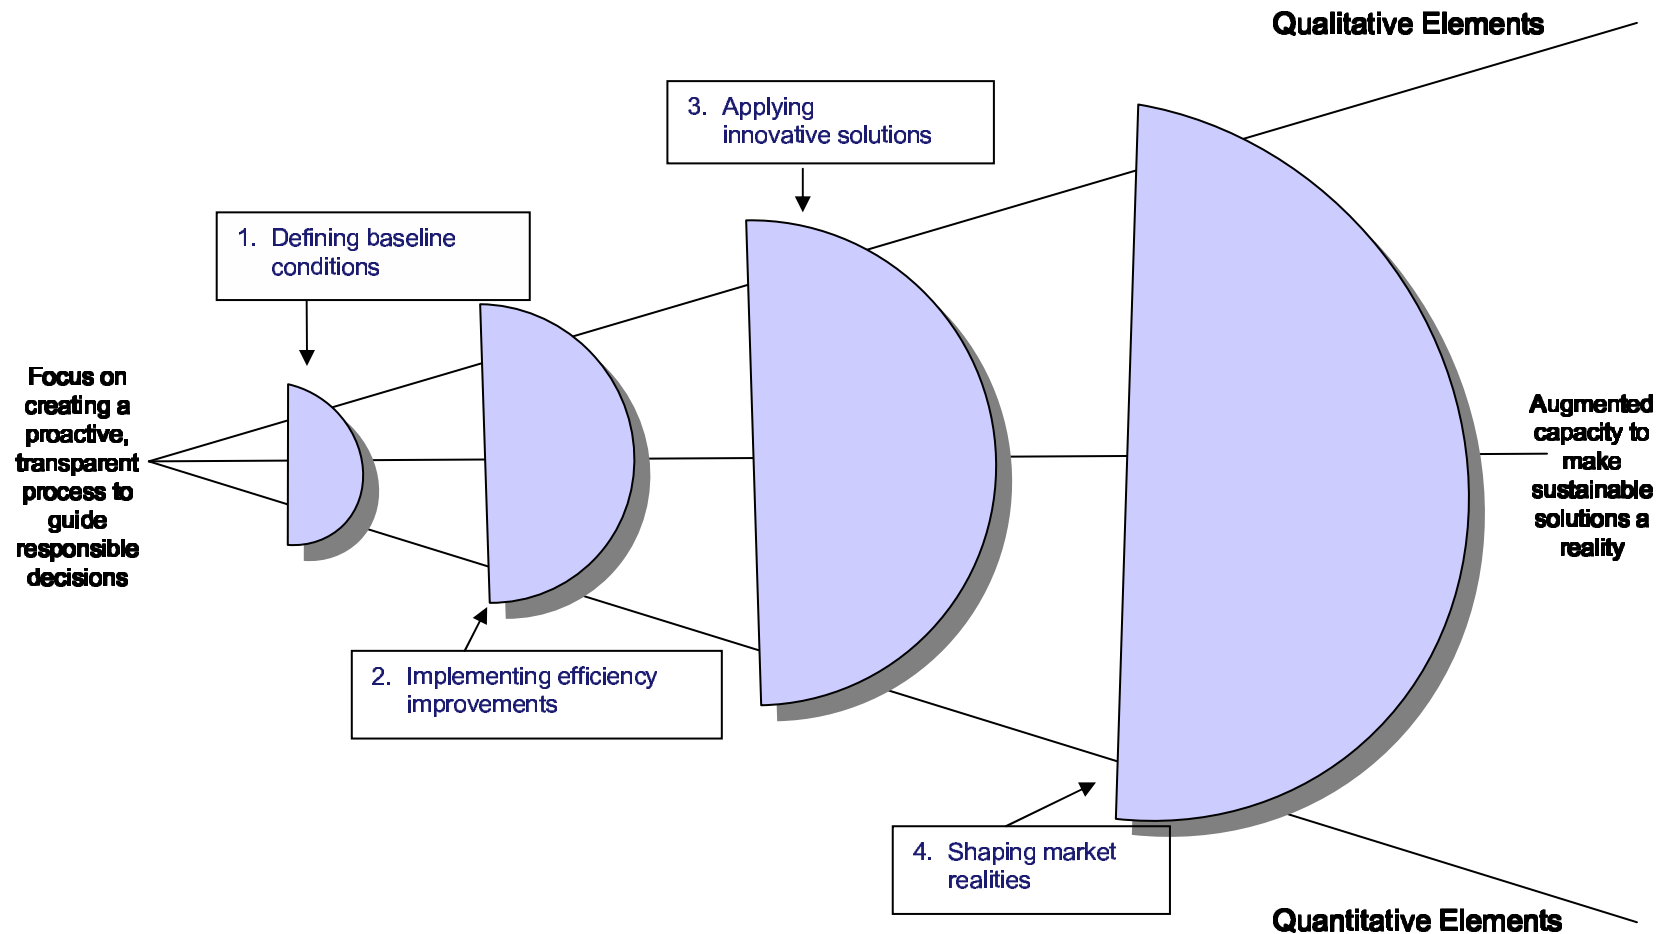 Qualitative Elements
3. Applying
innovative solutions
1. Defining baseline
conditions
Focus on
creating a
proactive,
transparent
process to
guide
responsible
decisions
Augmented
capacity to
make
sustainable
solutions a
reality
2. Implementing efficiency
improvements
4. Shaping market
realities
Quantitative Elements